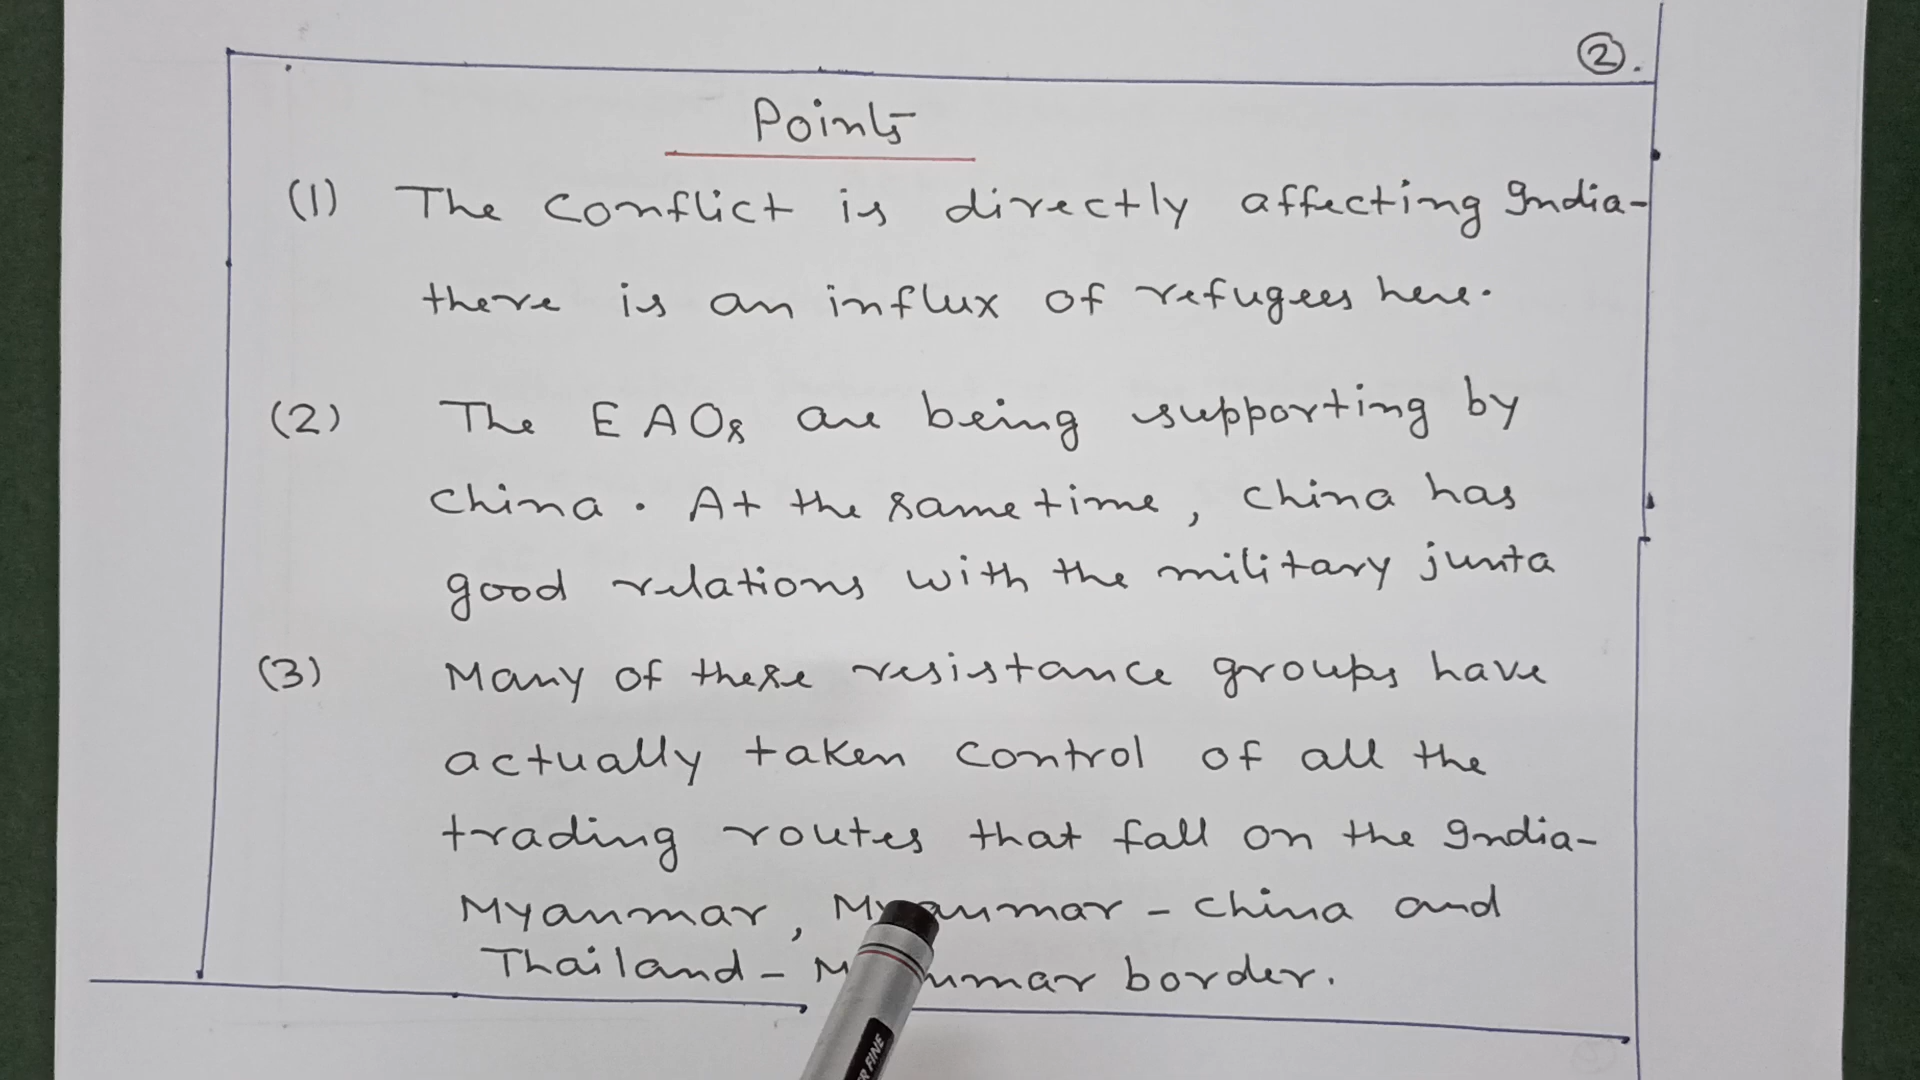 2.
Points
(1) The conflict is directly affecting India-
there is an influx of refugees here.
(2) The EAOs are being supporting by
china. At the same time, china has
good relations with the military junta
(3) Many of these resistance groups have
actually taken control of all the
trading routes that fall on the India-
Myanmar, Myanmar - china and
Thailand - Myanmar border.
FINE